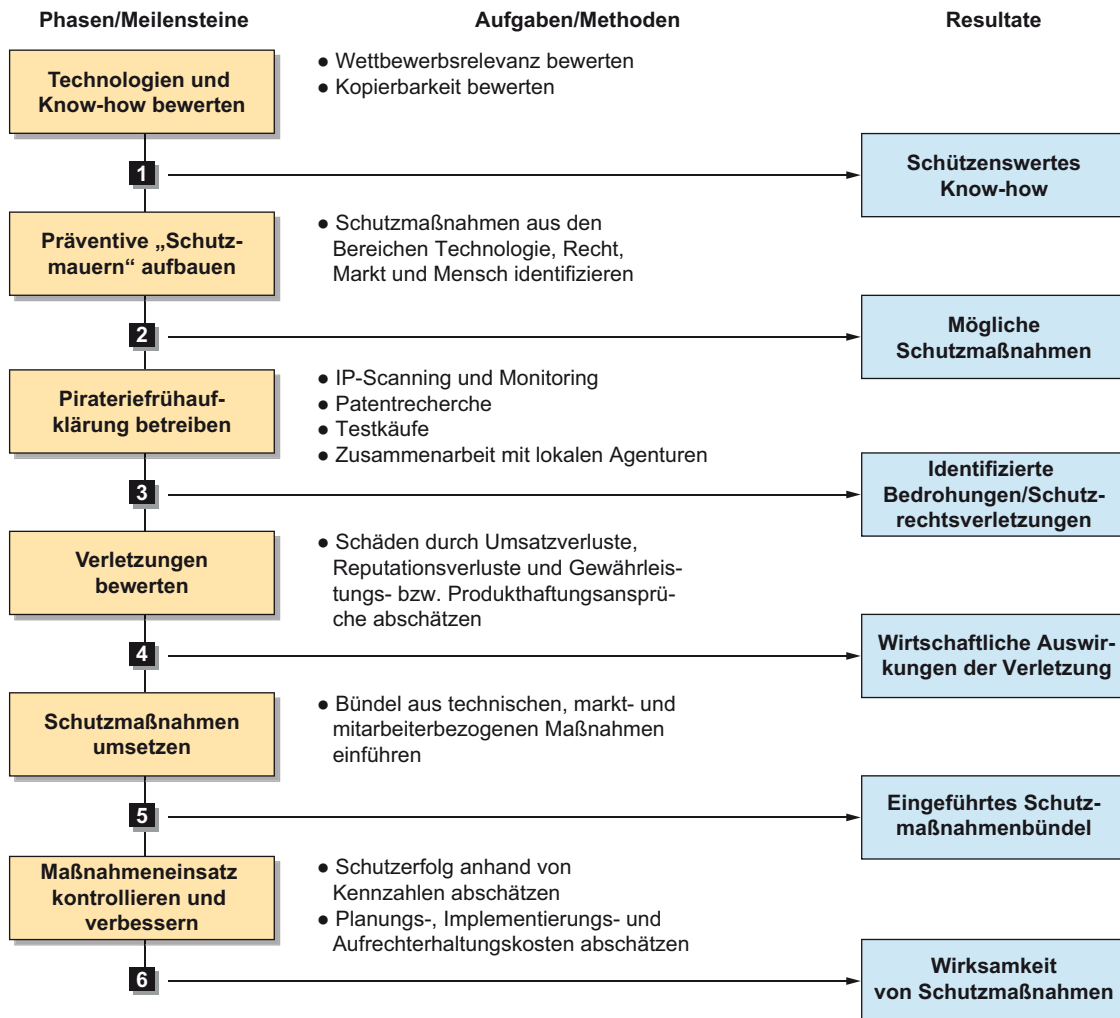 Phasen/Meilensteine
Aufgaben/Methoden
Resultate
Technologien und
Know-how bewerten
● Wettbewerbsrelevanz bewerten
● Kopierbarkeit bewerten
1
Schützenswertes
Know-how
Präventive „Schutz-
mauern“ aufbauen
● Schutzmaßnahmen aus den
Bereichen Technologie, Recht,
Markt und Mensch identifizieren
2
Mögliche
Schutzmaßnahmen
Pirateriefrühauf-
klärung betreiben
● IP-Scanning und Monitoring
● Patentrecherche
● Testkäufe
● Zusammenarbeit mit lokalen Agenturen
3
Identifizierte
Bedrohungen/Schutz-
rechtsverletzungen
Verletzungen
bewerten
● Schäden durch Umsatzverluste,
Reputationsverluste und Gewährleis-
tungs- bzw. Produkthaftungsansprü-
che abschätzen
4
Wirtschaftliche Auswir-
kungen der Verletzung
Schutzmaßnahmen
umsetzen
● Bündel aus technischen, markt- und
mitarbeiterbezogenen Maßnahmen
einführen
5
Eingeführtes Schutz-
maßnahmenbündel
Maßnahmeneinsatz
kontrollieren und
verbessern
● Schutzerfolg anhand von
Kennzahlen abschätzen
● Planungs-, Implementierungs- und
Aufrechterhaltungskosten abschätzen
6
Wirksamkeit
von Schutzmaßnahmen